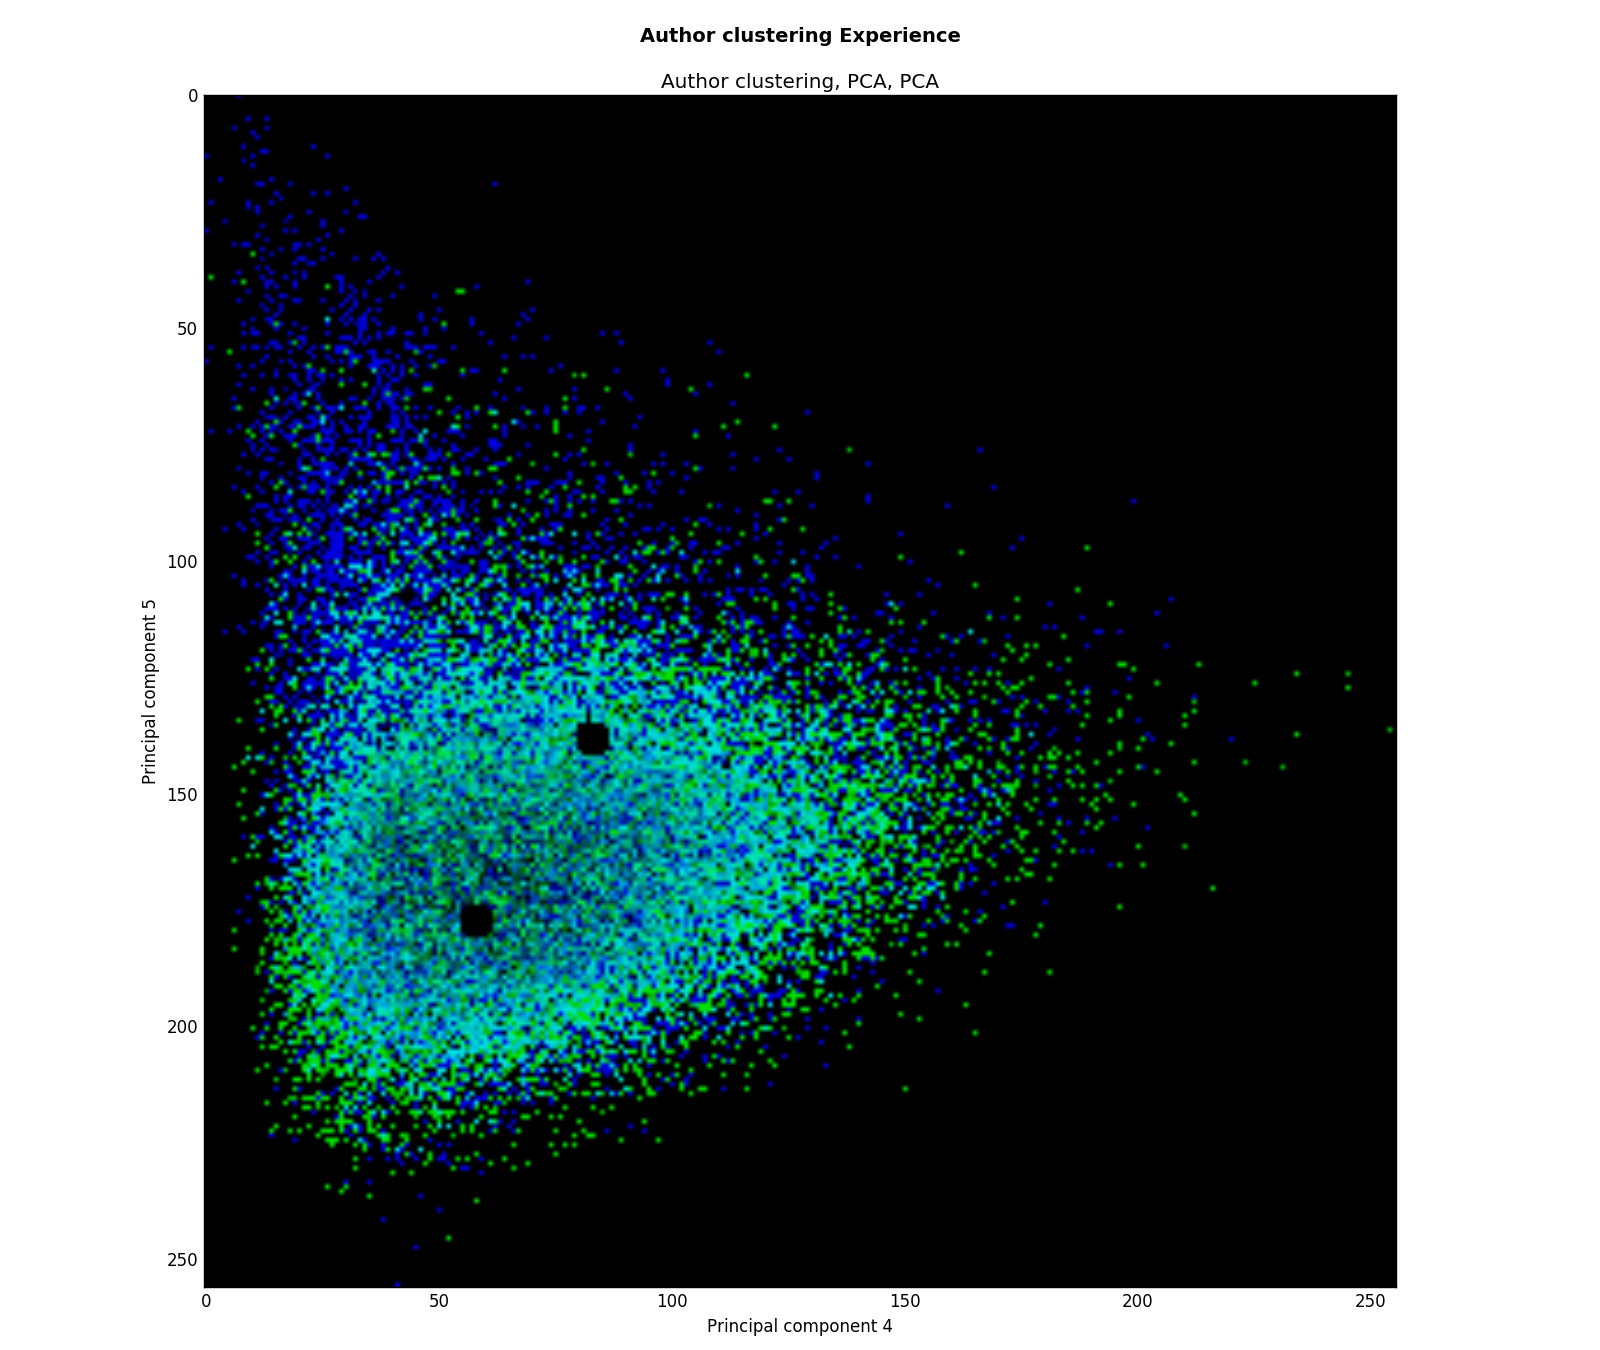 Author clustering Experience
Author clustering, PCA, PCA
0
50
100
150
200
250
Principal component 5
0 50 100 150 200 250
Principal component 4